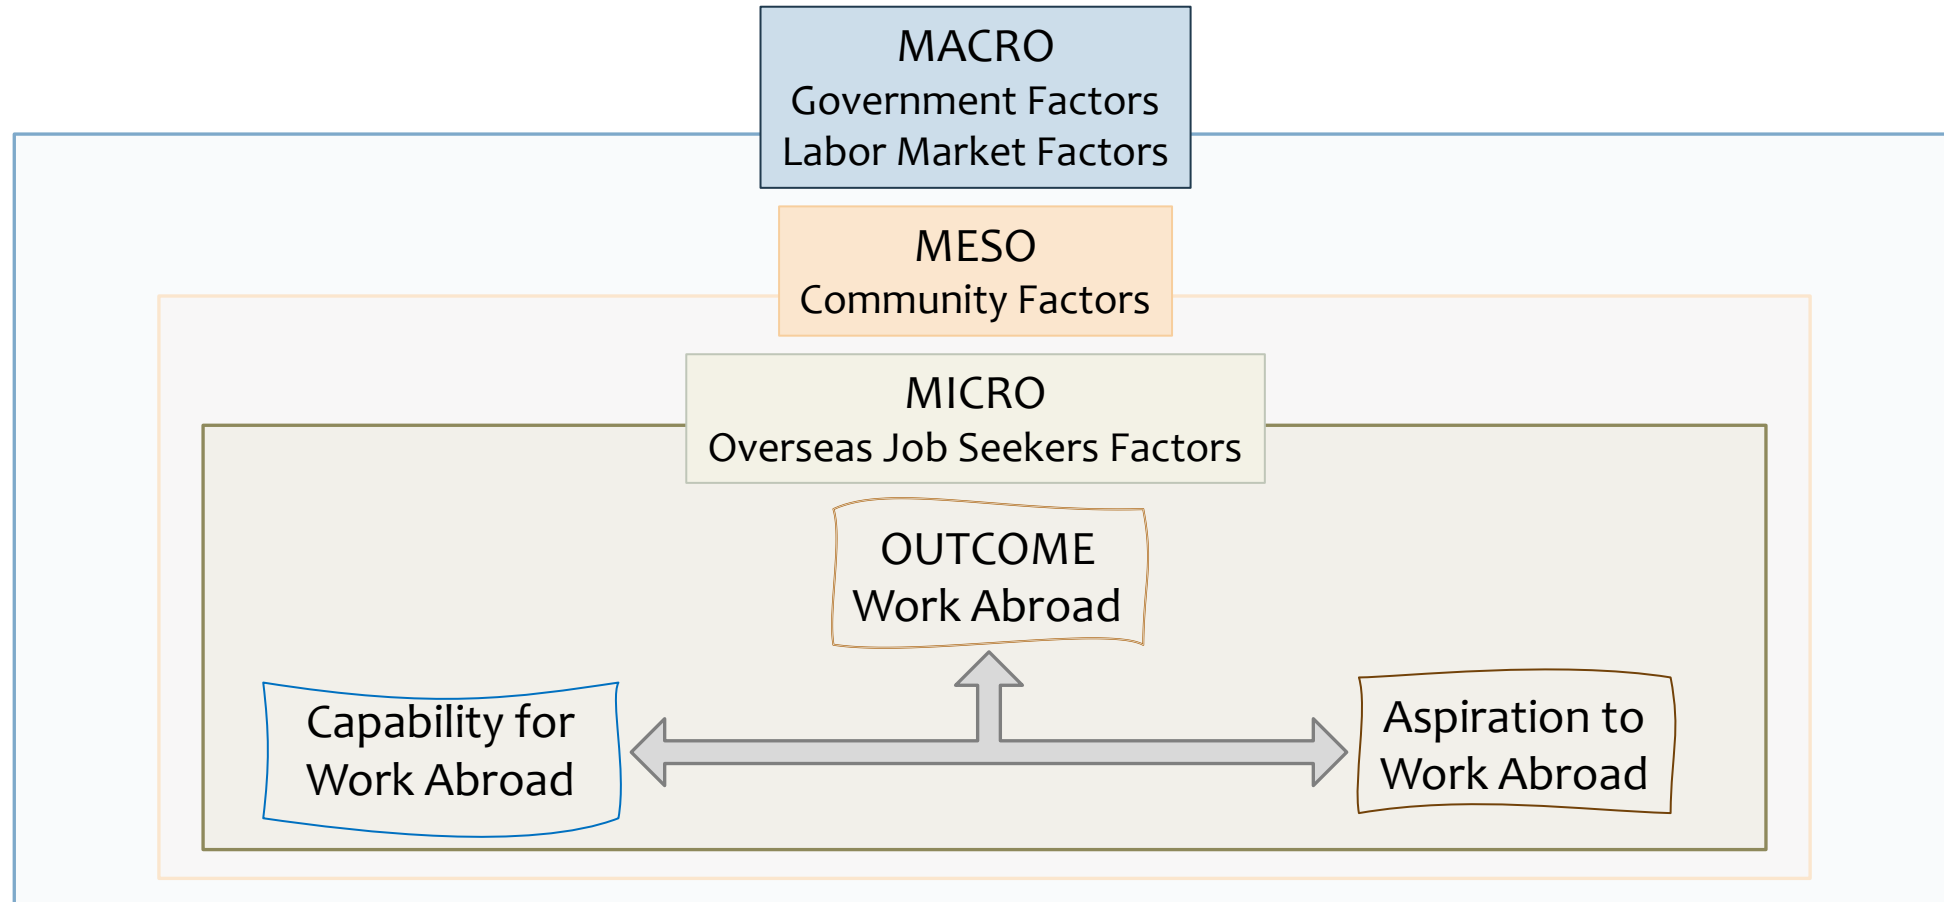 MACRO
Government Factors
Labor Market Factors
MESO
Community Factors
MICRO
Overseas Job Seekers Factors
OUTCOME
Work Abroad
Capability for
Work Abroad
Aspiration to
Work Abroad